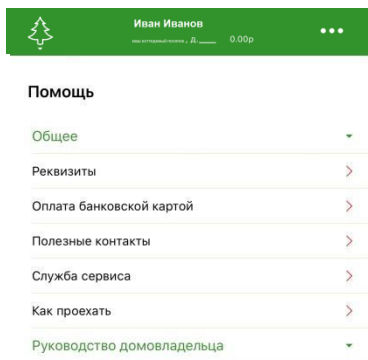 Иван Иванов
, Д. 0.00р
Помощь
Общее
Реквизиты
Оплата банковской картой
Полезные контакты
Служба сервиса
Как проехать
Руководство домовладельца